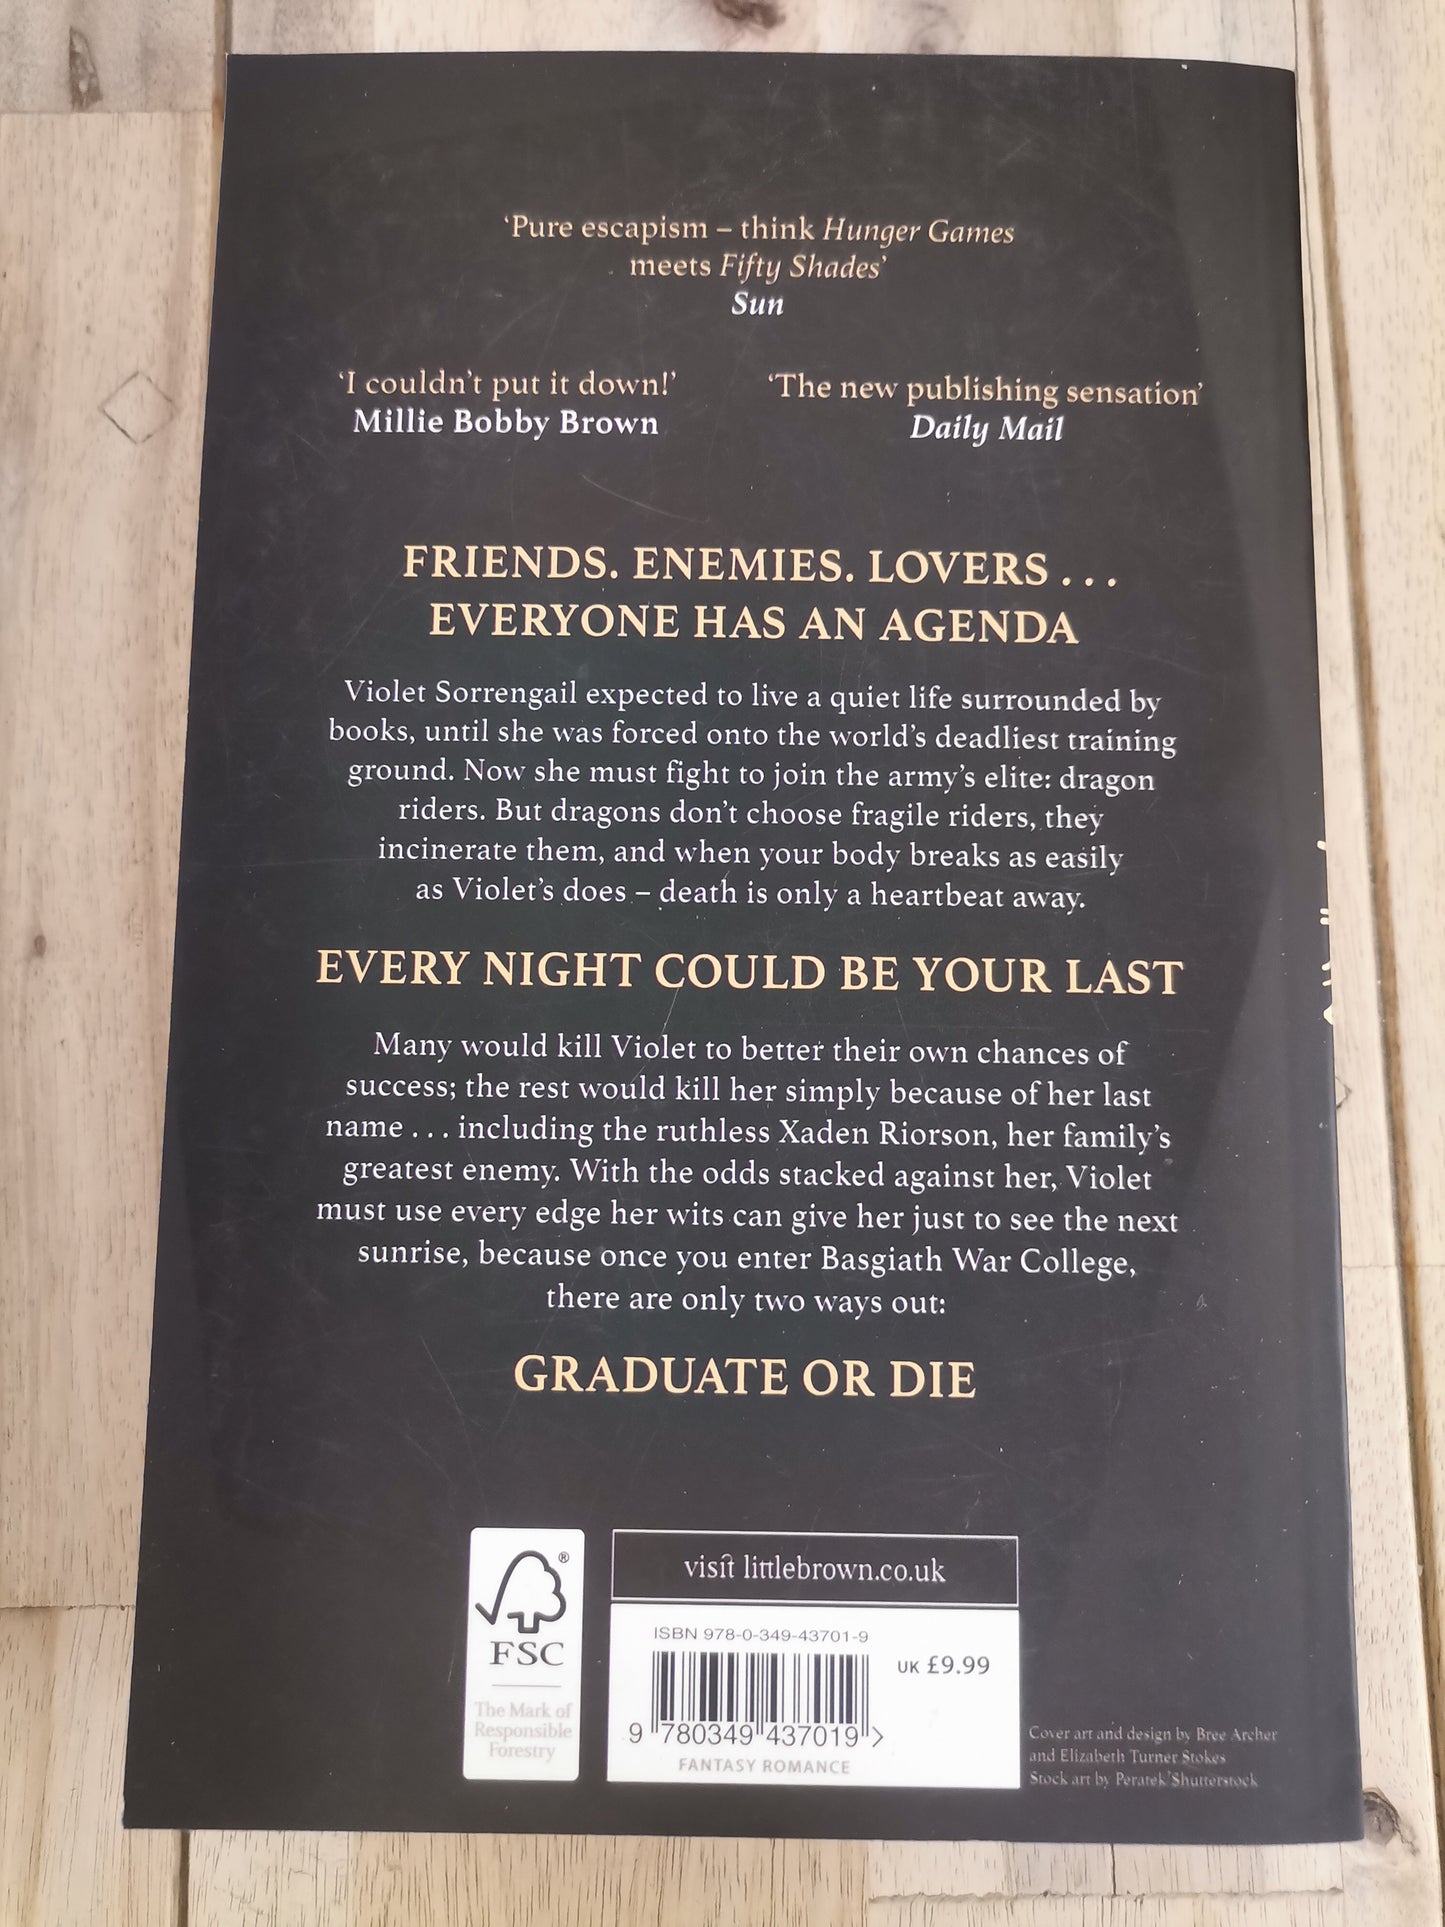 ‘Pure escapism – think Hunger Games
meets Fifty Shades’
Sun
‘I couldn’t put it down!’
Millie Bobby Brown
‘The new publishing sensation’
Daily Mail
FRIENDS. ENEMIES. LOVERS . . .
EVERYONE HAS AN AGENDA
Violet Sorrengail expected to live a quiet life surrounded by
books, until she was forced onto the world’s deadliest training
ground. Now she must fight to join the army’s elite: dragon
riders. But dragons don’t choose fragile riders, they
incinerate them, and when your body breaks as easily
as Violet’s does – death is only a heartbeat away.
EVERY NIGHT COULD BE YOUR LAST
Many would kill Violet to better their own chances of
success; the rest would kill her simply because of her last
name . . . including the ruthless Xaden Riorson, her family’s
greatest enemy. With the odds stacked against her, Violet
must use every edge her wits can give her just to see the next
sunrise, because once you enter Basgiath War College,
there are only two ways out:
GRADUATE OR DIE
®
FSC
The Mark of
Responsible
Forestry
visit littlebrown.co.uk
ISBN 978-0-349-43701-9
UK £9.99
9 780349 437019 >
FANTASY ROMANCE
Cover art and design by Bree Archer
and Elizabeth Turner Stokes
Stock art by Peratek/Shutterstock